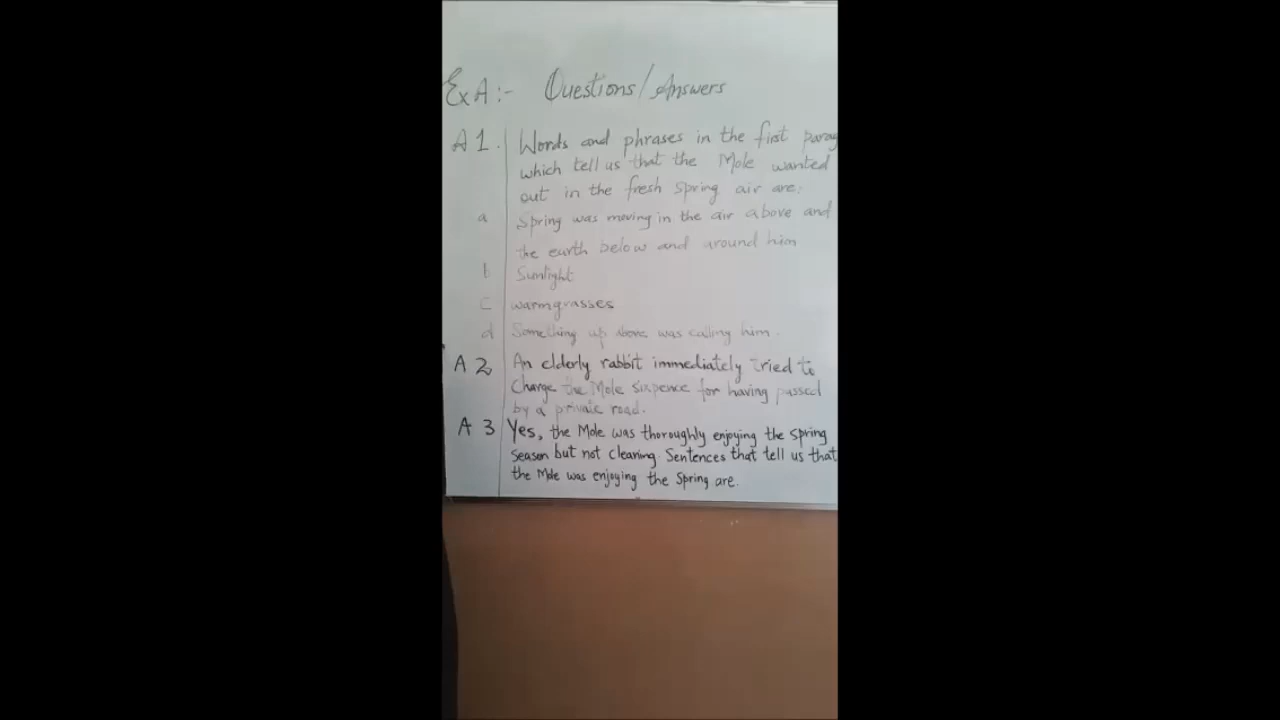 Ex A:- Questions/Answers
A 1. Words and phrases in the first parag
which tell us that the Mole wanted
out in the fresh spring air are:
a Spring was moving in the air above and
the earth below and around him
b Sunlight
c warmgrasses
d Something up above was calling him.
A 2 An elderly rabbit immediately tried to
Charge the Mole sixpence for having passed
by a private road.
A 3 Yes, the Mole was thoroughly enjoying the Spring
Season but not cleaning. Sentences that tell us that
the Mole was enjoying the Spring are.